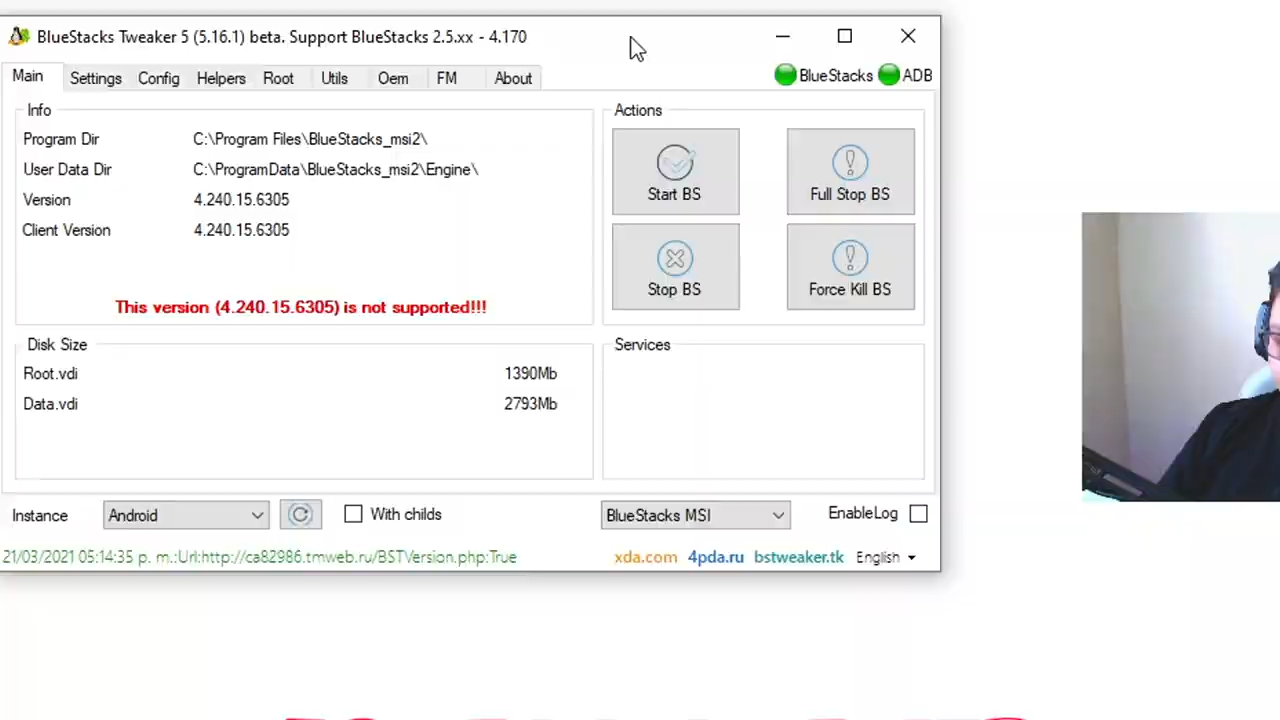 BlueStacks Tweaker 5 (5.16.1) beta. Support BlueStacks 2.5.xx - 4.170
Main Settings Config Helpers Root Utils Oem FM About BlueStacks ADB
Info
Program Dir C:\Program Files\BlueStacks_msi2\
User Data Dir C:\ProgramData\BlueStacks_msi2\Engine\
Version 4.240.15.6305
Client Version 4.240.15.6305
This version (4.240.15.6305) is not supported!!!
Actions
Start BS Full Stop BS
Stop BS Force Kill BS
Disk Size
Root.vdi 1390Mb
Data.vdi 2793Mb
Services
Instance Android With childs BlueStacks MSI EnableLog
21/03/2021 05:14:35 p. m.:Url:http://ca82986.tmweb.ru/BSTVersion.php:True xda.com 4pda.ru bstweaker.tk English